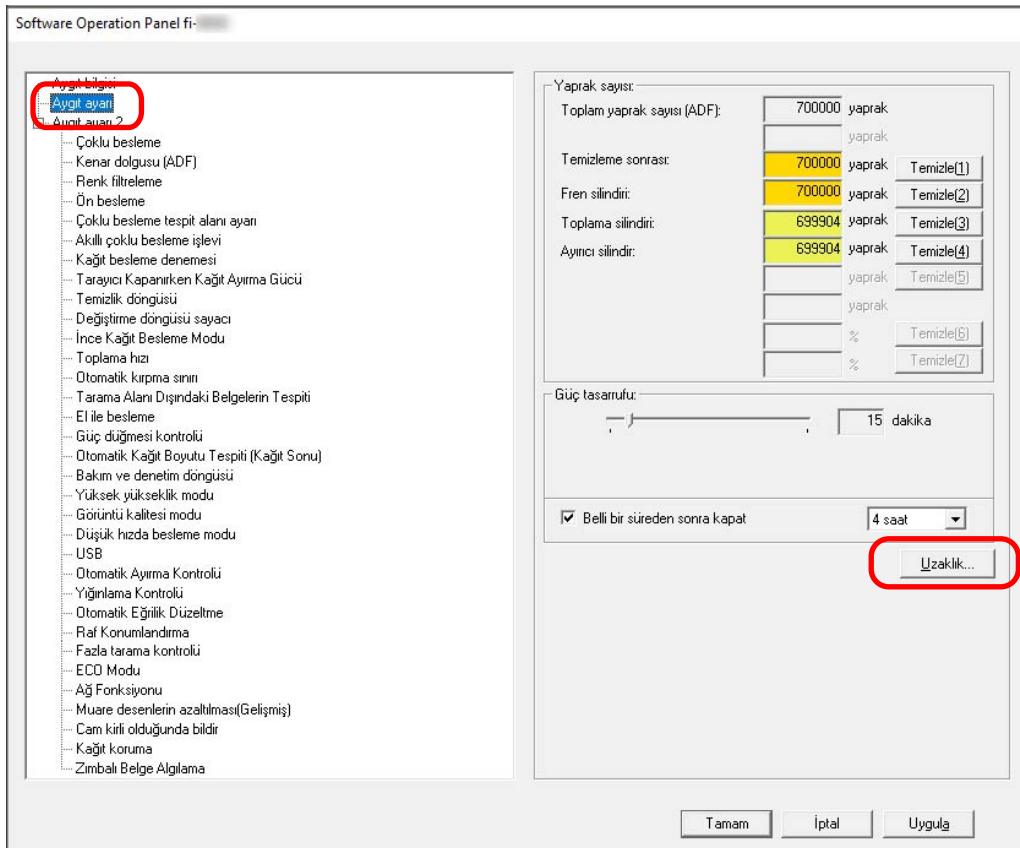 Software Operation Panel fi-
Aygıt bilgisi
Aygıt ayarı
Aygıt ayarı 2
Çoklu besleme
Kenar dolgusu (ADF)
Renk filtreleme
Ön besleme
Çoklu besleme tespit alanı ayarı
Akıllı çoklu besleme işlevi
Kağıt besleme denemesi
Tarayıcı Kapanırken Kağıt Ayırma Gücü
Temizlik döngüsü
Değiştirme döngüsü sayacı
İnce Kağıt Besleme Modu
Toplama hızı
Otomatik kırpma sınırı
Tarama Alanı Dışındaki Belgelerin Tespiti
El ile besleme
Güç düğmesi kontrolü
Otomatik Kağıt Boyutu Tespiti (Kağıt Sonu)
Bakım ve denetim döngüsü
Yüksek yükseklik modu
Görüntü kalitesi modu
Düşük hızda besleme modu
USB
Otomatik Ayırma Kontrolü
Yığınlama Kontrolü
Otomatik Eğrilik Düzeltme
Raf Konumlandırma
Fazla tarama kontrolü
ECO Modu
Ağ Fonksiyonu
Muare desenlerin azaltılması(Gelişmiş)
Cam kirli olduğunda bildir
Kağıt koruma
Zımbalı Belge Algılama
Yaprak sayısı:
Toplam yaprak sayısı (ADF): 700000 yaprak
yaprak
Temizleme sonrası: 700000 yaprak Temizle(1)
Fren silindiri: 700000 yaprak Temizle(2)
Toplama silindiri: 699904 yaprak Temizle(3)
Ayırıcı silindir: 699904 yaprak Temizle(4)
yaprak Temizle(5)
yaprak
% Temizle(6)
% Temizle(7)
Güç tasarrufu:
15 dakika
Belli bir süreden sonra kapat 4 saat
Uzaklık...
Tamam İptal Uygula